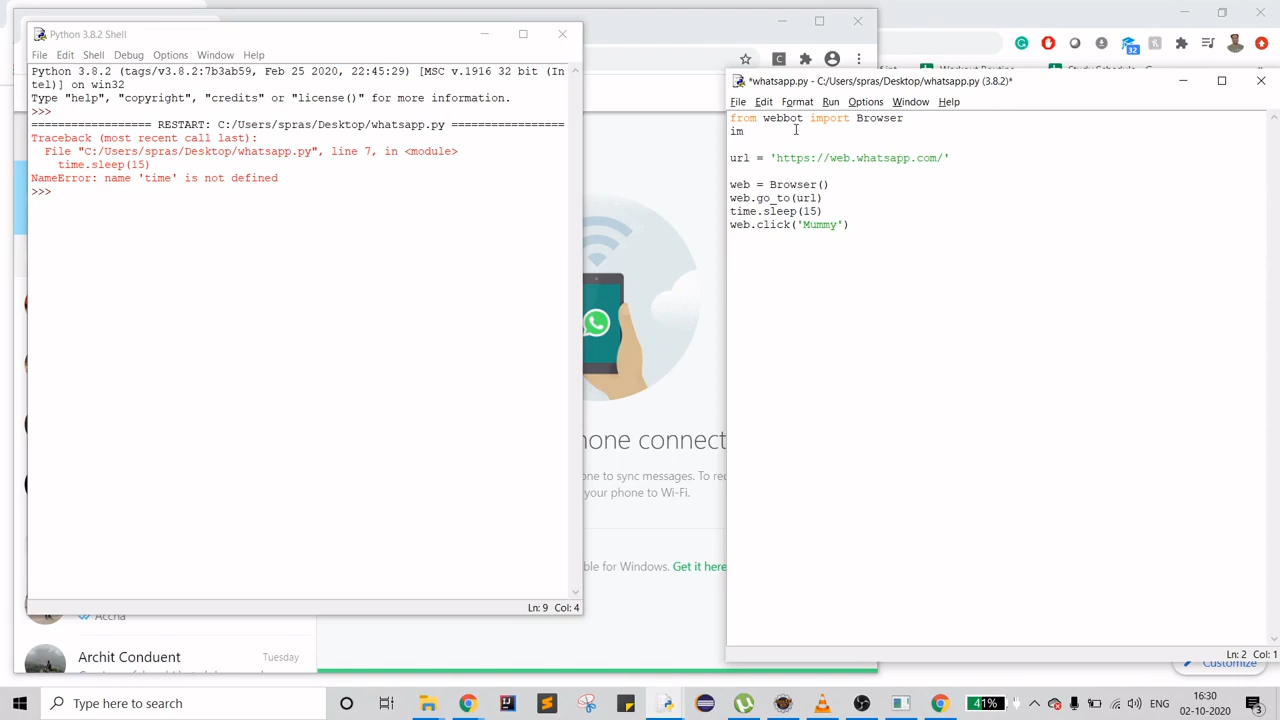 Python 3.8.2 Shell
File Edit Shell Debug Options Window Help
Python 3.8.2 (tags/v3.8.2:7b3ab59, Feb 25 2020, 22:45:29) [MSC v.1916 32 bit (In
tel)] on win32
Type "help", "copyright", "credits" or "license()" for more information.
>>>
================ RESTART: C:/Users/spras/Desktop/whatsapp.py =================
Traceback (most recent call last):
File "C:/Users/spras/Desktop/whatsapp.py", line 7, in <module>
time.sleep(15)
NameError: name 'time' is not defined
>>>
Ln: 9 Col: 4
32
*whatsapp.py - C:/Users/spras/Desktop/whatsapp.py (3.8.2)*
File Edit Format Run Options Window Help
from webbot import Browser
im
url = 'https://web.whatsapp.com/'
web = Browser()
web.go_to(url)
time.sleep(15)
web.click('Mummy')
Ln: 2 Col: 1
hone connect
one to sync messages. To
your phone to Wi-Fi.
ble for Windows. Get it here
Accha
Archit Conduent Tuesday
Customize
Type here to search
41%
ENG
16:30
02-10-2020
3